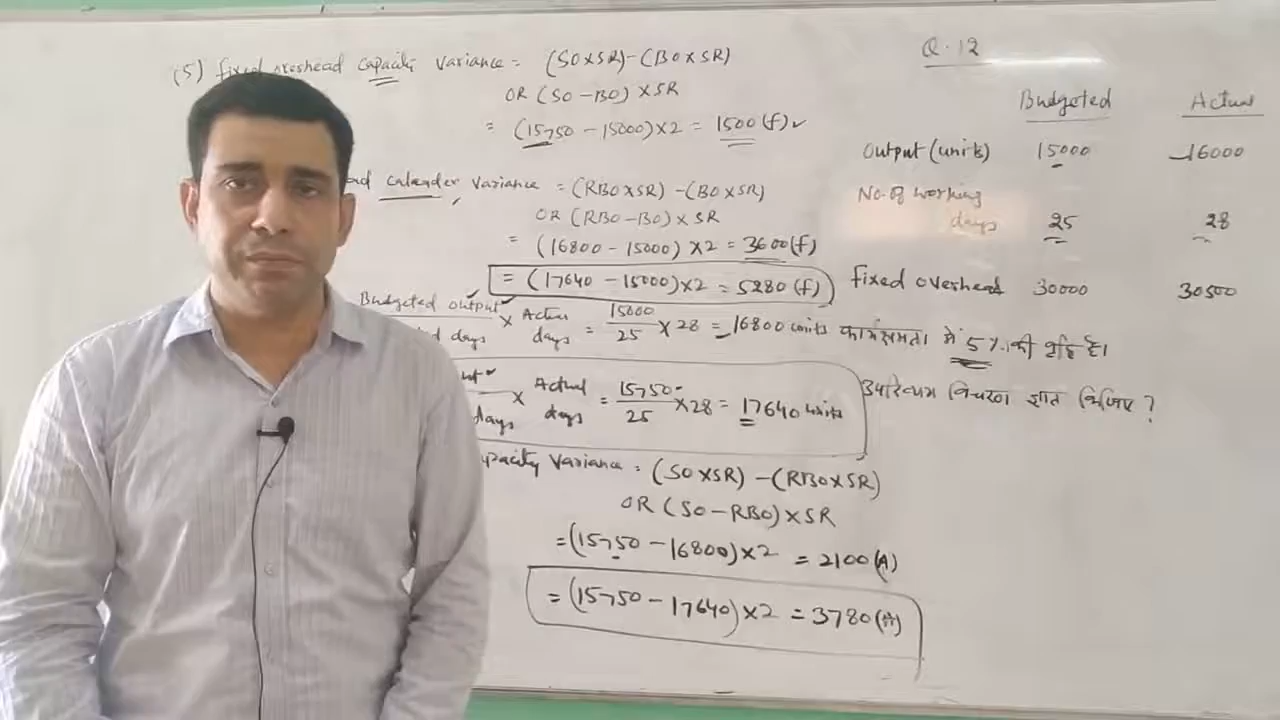 (5) fixed overhead capacity variance = (SO×SR)-(BO×SR)
OR (SO-BO)×SR
= (15750-15000)×2 = 1500(f)
calender variance = (RBO×SR)-(BO×SR)
OR (RBO-BO)×SR
= (16800-15000)×2 = 3600(f)
= (17640-15000)×2 = 5280(f)
Budgeted output × Actual days = 15000/25 × 28 = 16800 units
days
× Actual days = 15750/25 × 28 = 17640 units
days
Variance = (SO×SR)-(RBO×SR)
OR (SO-RBO)×SR
= (15750-16800)×2 = 2100(A)
= (15750-17640)×2 = 3780(A)
Q.12
Budgeted Actual
Output (units) 15000 16000
No. of working days 25 28
fixed overhead 30000 30500
कार्यक्षमता में 5% की वृद्धि है।
उपरिव्यय विचरण ज्ञात कीजिए ?